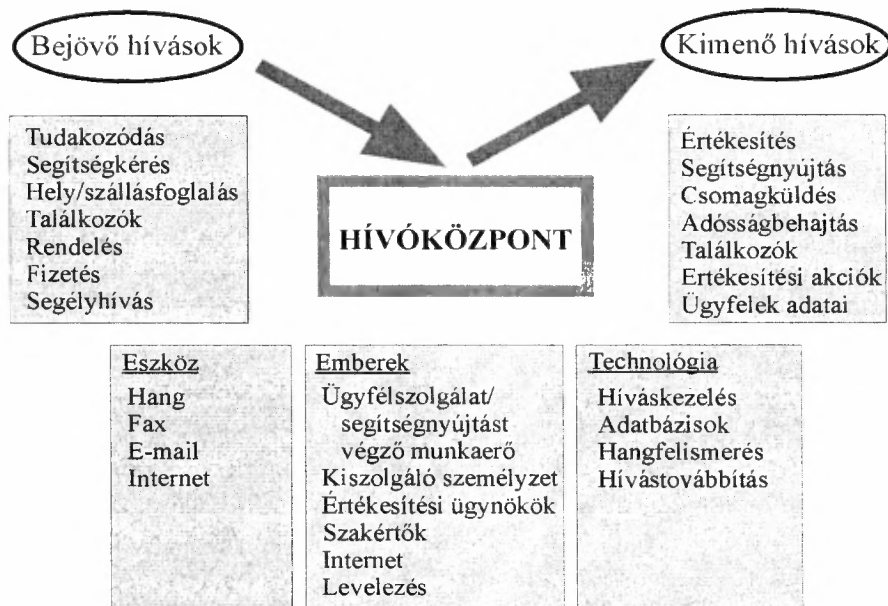 Bejövő hívások
Kimenő hívások
Tudakozódás
Segítségkérés
Hely/szállásfoglalás
Találkozók
Rendelés
Fizetés
Segélyhívás
HÍVÓKÖZPONT
Értékesítés
Segítségnyújtás
Csomagküldés
Adósságbehajtás
Találkozók
Ertékesítési akciók
Ügyfelek adatai
Eszköz
Hang
Fax
E-mail
Internet
Emberek
Ügyfélszolgálat/
segítségnyújtást
végző munkaerő
Kiszolgáló személyzet
Értékesítési ügynökök
Szakértők
Internet
Levelezés
Technológia
Híváskezelés
Adatbázisok
Hangfelismerés
Hívástovábbítás